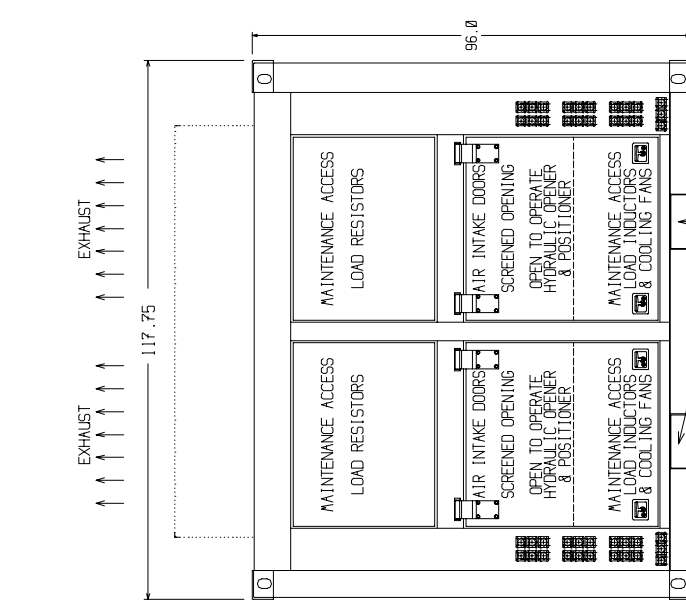 96.0
117.75
EXHAUST
MAINTENANCE ACCESS
LOAD RESISTORS
AIR INTAKE DOORS
SCREENED OPENING
OPEN TO OPERATE
HYDRAULIC OPENER
& POSITIONER
MAINTENANCE ACCESS
LOAD INDUCTORS
& COOLING FANS
EXHAUST
MAINTENANCE ACCESS
LOAD RESISTORS
AIR INTAKE DOORS
SCREENED OPENING
OPEN TO OPERATE
HYDRAULIC OPENER
& POSITIONER
MAINTENANCE ACCESS
LOAD INDUCTORS
& COOLING FANS